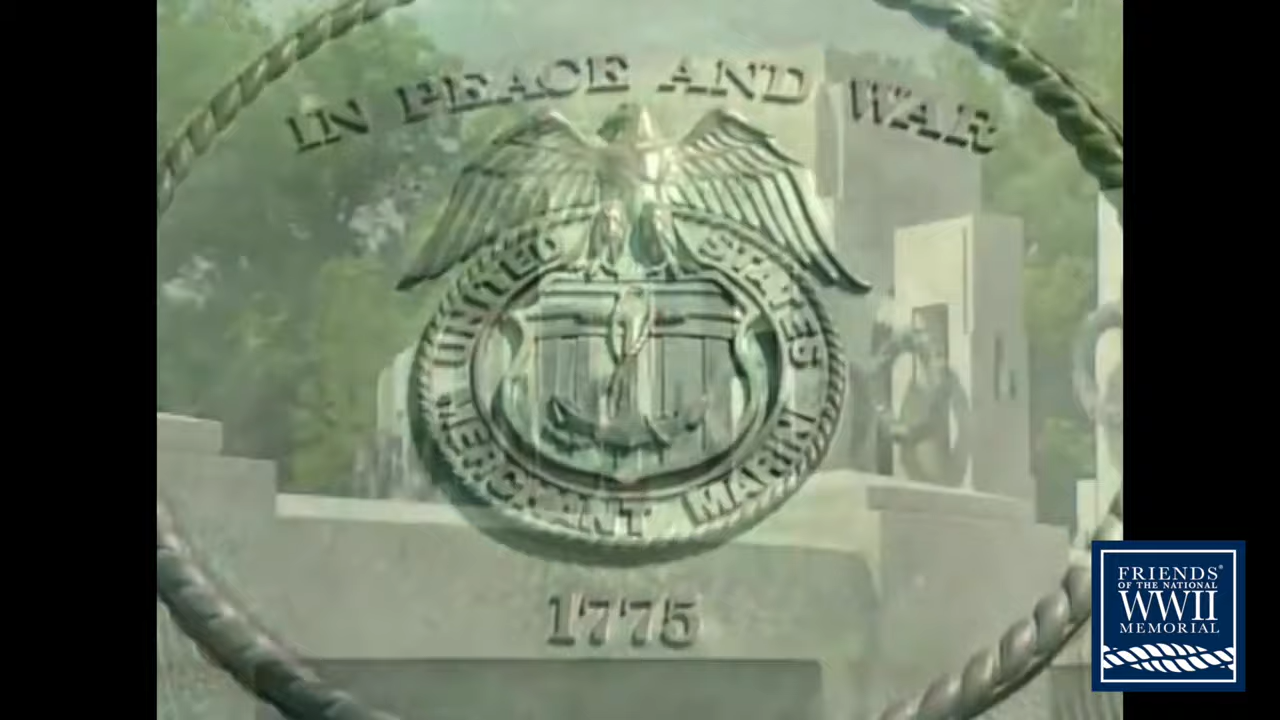 IN PEACE AND WAR
UNITED STATES
MERCHANT MARINE
1775
FRIENDS®
OF THE NATIONAL
WWII
MEMORIAL